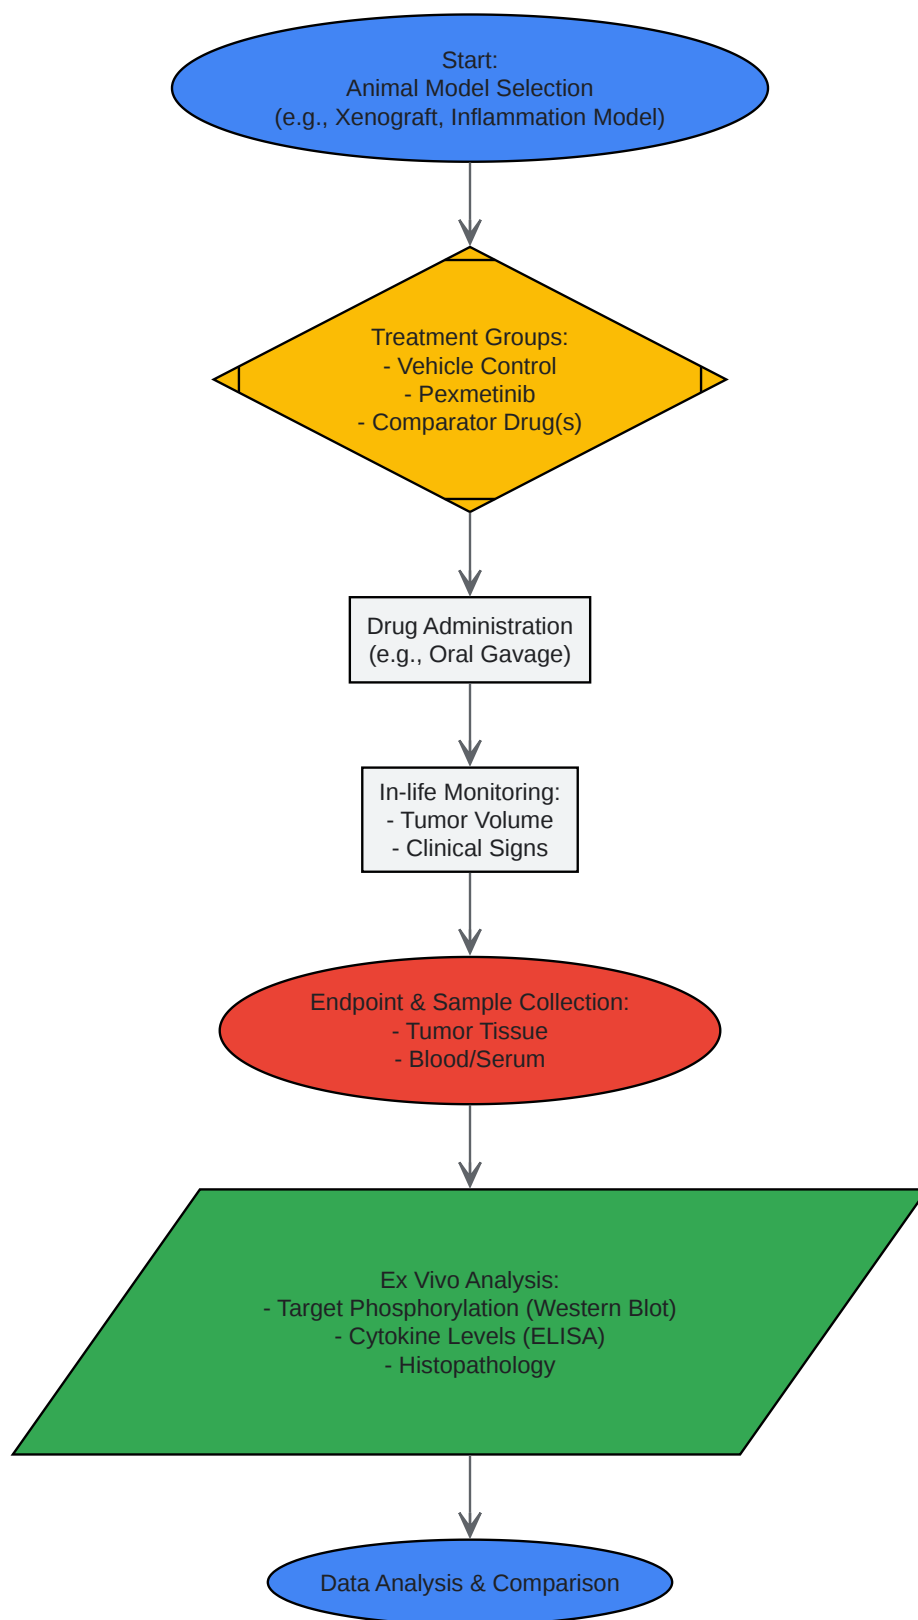 Start:
Animal Model Selection
(e.g., Xenograft, Inflammation Model)
Treatment Groups:
- Vehicle Control
- Pexmetinib
- Comparator Drug(s)
Drug Administration
(e.g., Oral Gavage)
In-life Monitoring:
- Tumor Volume
- Clinical Signs
Endpoint & Sample Collection:
- Tumor Tissue
- Blood/Serum
Ex Vivo Analysis:
- Target Phosphorylation (Western Blot)
- Cytokine Levels (ELISA)
- Histopathology
Data Analysis & Comparison